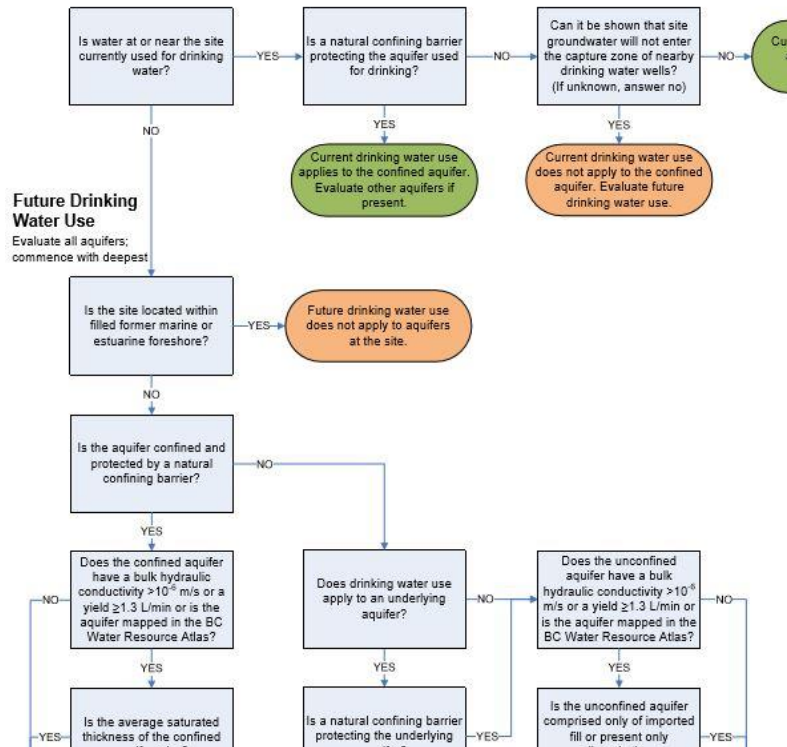 Is water at or near the site
currently used for drinking
water?
YES
Is a natural confining barrier
protecting the aquifer used
for drinking?
NO
Can it be shown that site
groundwater will not enter
the capture zone of nearby
drinking water wells?
(If unknown, answer no)
NO
NO
YES
YES
Current drinking water use
applies to the confined aquifer.
Evaluate other aquifers if
present.
Current drinking water use
does not apply to the confined
aquifer. Evaluate future
drinking water use.
Future Drinking
Water Use
Evaluate all aquifers;
commence with deepest
Is the site located within
filled former marine or
estuarine foreshore?
YES
Future drinking water use
does not apply to aquifers
at the site.
NO
Is the aquifer confined and
protected by a natural
confining barrier?
NO
YES
Does the confined aquifer
have a bulk hydraulic
conductivity >10⁻⁶ m/s or a
yield ≥1.3 L/min or is the
aquifer mapped in the BC
Water Resource Atlas?
NO
Does drinking water use
apply to an underlying
aquifer?
NO
Does the unconfined
aquifer have a bulk
hydraulic conductivity >10⁻⁶
m/s or a yield ≥1.3 L/min or
is the aquifer mapped in the
BC Water Resource Atlas?
NO
YES
YES
YES
Is the average saturated
thickness of the confined
YES
Is a natural confining barrier
protecting the underlying
YES
Is the unconfined aquifer
comprised only of imported
fill or present only
YES